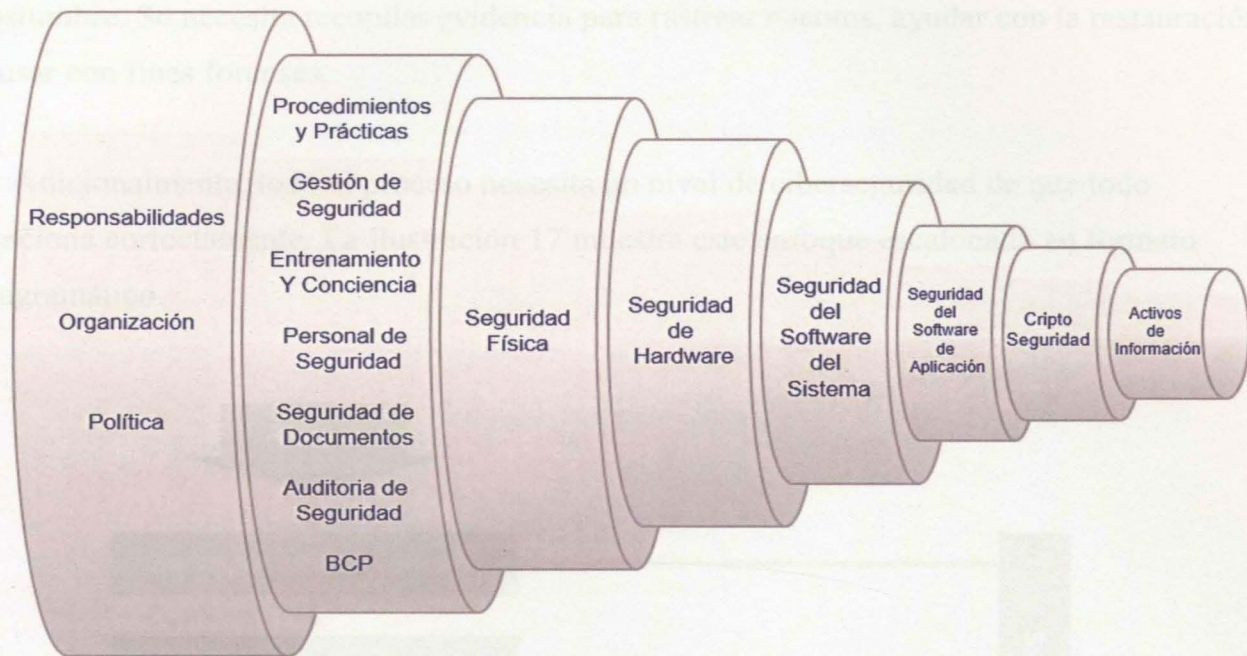 Responsabilidades
Organización
Política
Procedimientos
y Prácticas
Gestión de
Seguridad
Entrenamiento
Y Conciencia
Personal de
Seguridad
Seguridad de
Documentos
Auditoria de
Seguridad
BCP
Seguridad
Física
Seguridad
de
Hardware
Seguridad
del
Software
del
Sistema
Seguridad
del
Software
de
Aplicación
Cripto
Seguridad
Activos
de
Información